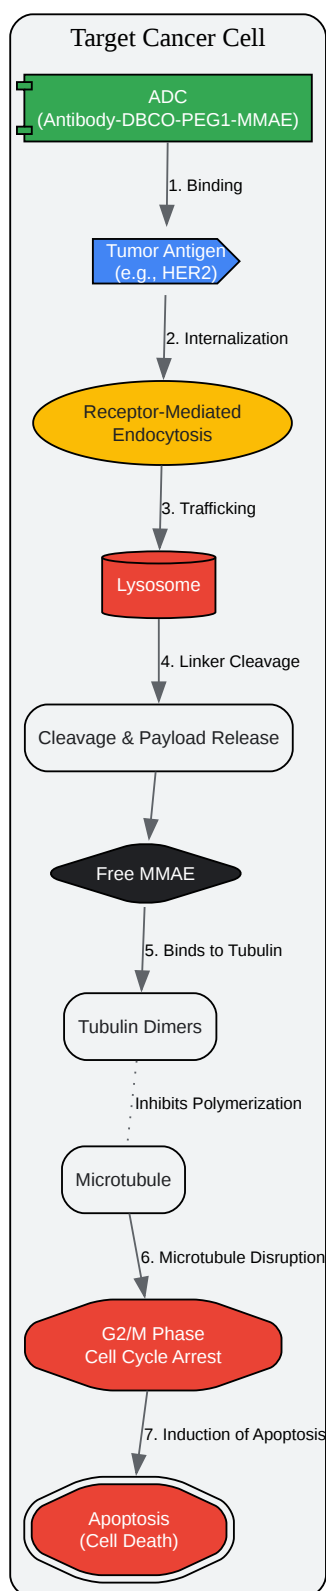 Target Cancer Cell
ADC
(Antibody-DBCO-PEG1-MMAE)
1. Binding
Tumor Antigen
(e.g., HER2)
2. Internalization
Receptor-Mediated
Endocytosis
3. Trafficking
Lysosome
4. Linker Cleavage
Cleavage & Payload Release
Free MMAE
5. Binds to Tubulin
Tubulin Dimers
Inhibits Polymerization
Microtubule
6. Microtubule Disruption
G2/M Phase
Cell Cycle Arrest
7. Induction of Apoptosis
Apoptosis
(Cell Death)